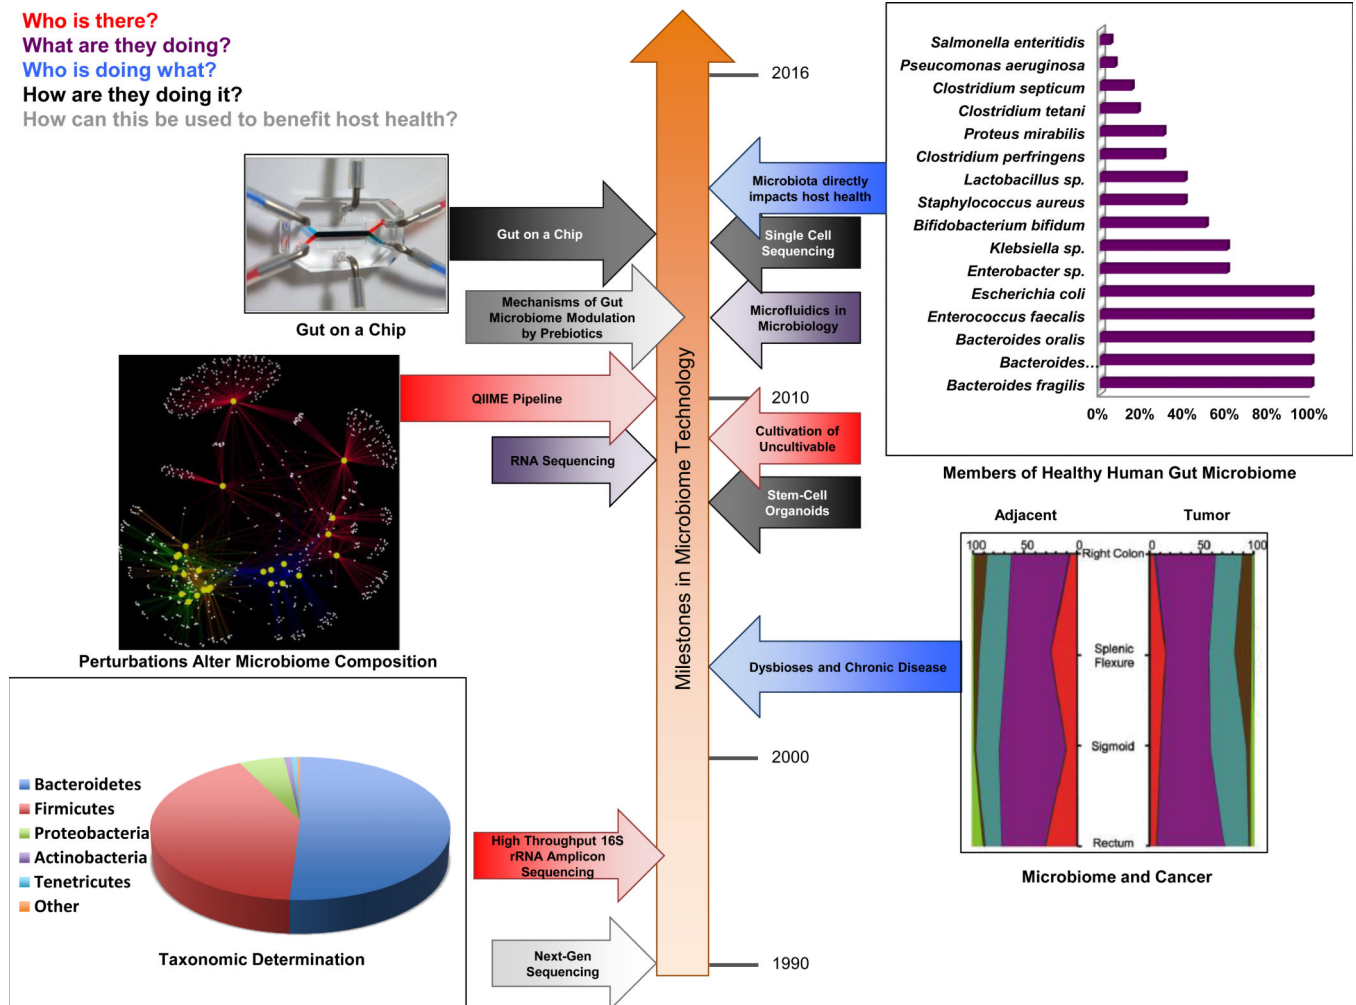 Who is there?
What are they doing?
Who is doing what?
How are they doing it?
How can this be used to benefit host health?
Gut on a Chip
Gut on a Chip
Mechanisms of Gut
Microbiome Modulation
by Prebiotics
QIIME Pipeline
RNA Sequencing
Perturbations Alter Microbiome Composition
Bacteroidetes
Firmicutes
Proteobacteria
Actinobacteria
Tenetricutes
Other
Taxonomic Determination
High Throughput 16S
rRNA Amplicon
Sequencing
Next-Gen
Sequencing
Milestones in Microbiome Technology
2016
2010
2000
1990
Microbiota directly
impacts host health
Single Cell
Sequencing
Microfluidics in
Microbiology
Cultivation of
Uncultivable
Stem-Cell
Organoids
Dysbioses and Chronic Disease
Salmonella enteritidis
Pseucomonas aeruginosa
Clostridium septicum
Clostridium tetani
Proteus mirabilis
Clostridium perfringens
Lactobacillus sp.
Staphylococcus aureus
Bifidobacterium bifidum
Klebsiella sp.
Enterobacter sp.
Escherichia coli
Enterococcus faecalis
Bacteroides oralis
Bacteroides…
Bacteroides fragilis
0% 20% 40% 60% 80% 100%
Members of Healthy Human Gut Microbiome
Adjacent Tumor
100 50 0 0 50 100
Right Colon
Splenic
Flexure
Sigmoid
Rectum
Microbiome and Cancer